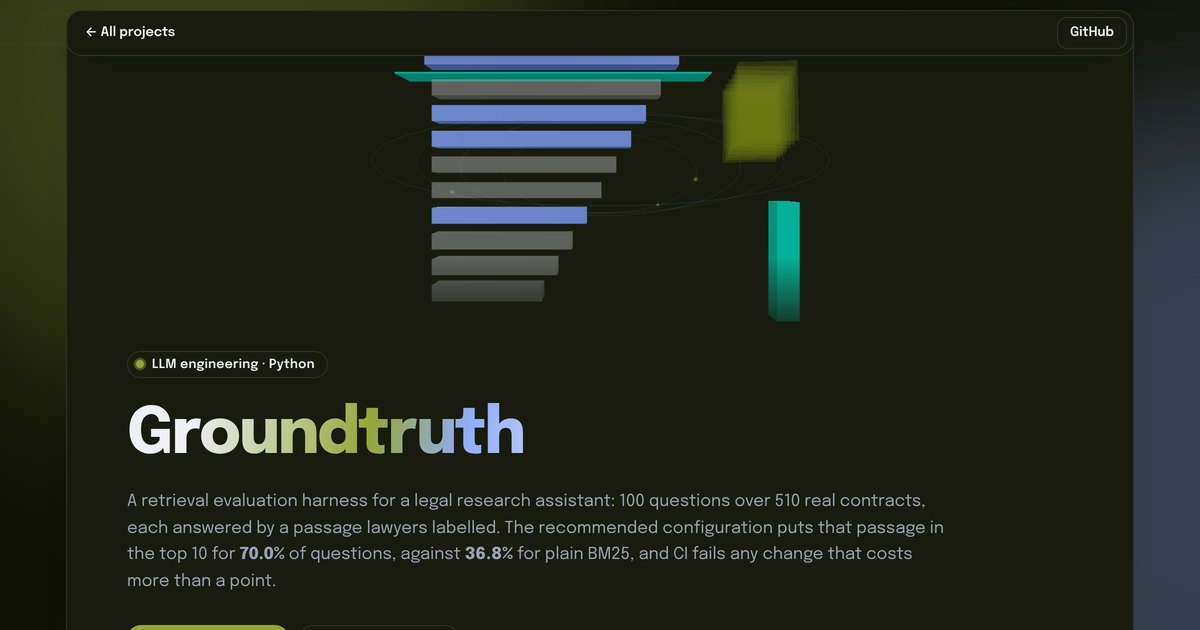 ← All projects
GitHub
LLM engineering · Python
Groundtruth
A retrieval evaluation harness for a legal research assistant: 100 questions over 510 real contracts,
each answered by a passage lawyers labelled. The recommended configuration puts that passage in
the top 10 for 70.0% of questions, against 36.8% for plain BM25, and CI fails any change that costs
more than a point.